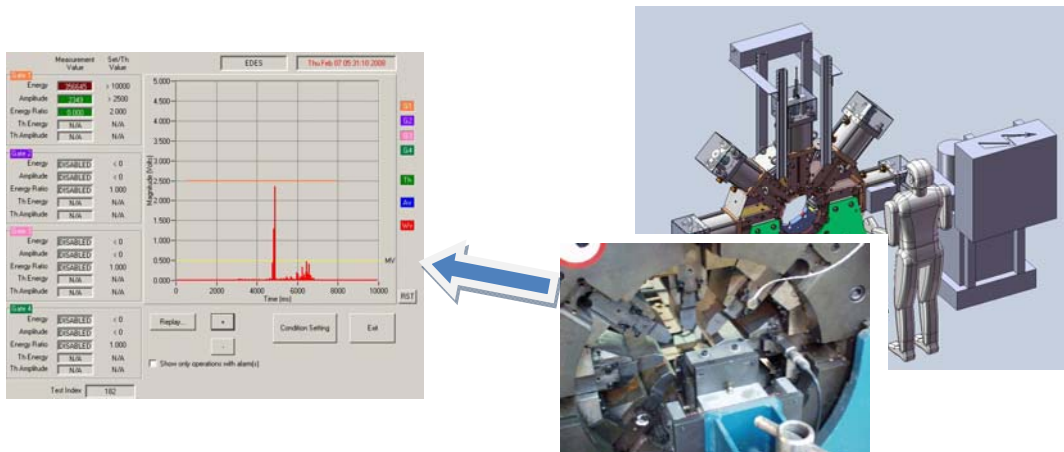 Measurement Value Set/Th Value
EDES Thu Feb 07 05:31:10 2008
Gate 1
Energy 356645 > 10000
Amplitude 2343 > 2500
Energy Ratio 0.000 2.000
Th Energy N/A N/A
Th Amplitude N/A N/A
Gate 2
Energy DISABLED < 0
Amplitude DISABLED < 0
Energy Ratio DISABLED 1.000
Th Energy N/A N/A
Th Amplitude N/A N/A
Gate 3
Energy DISABLED < 0
Amplitude DISABLED < 0
Energy Ratio DISABLED 1.000
Th Energy N/A N/A
Th Amplitude N/A N/A
Gate 4
Energy DISABLED < 0
Amplitude DISABLED < 0
Energy Ratio DISABLED 1.000
Th Energy N/A N/A
Th Amplitude N/A N/A
Test Index 182
Magnitude [Volts]
5.000
4.500
4.000
3.500
3.000
2.500
2.000
1.500
1.000
0.500
0.000
0 2000 4000 6000 8000 10000
Time [ms]
MV
G1
G2
G3
G4
Th
Av
Wv
RST
Replay...
+
-
Condition Setting
Exit
Show only operations with alarm(s)